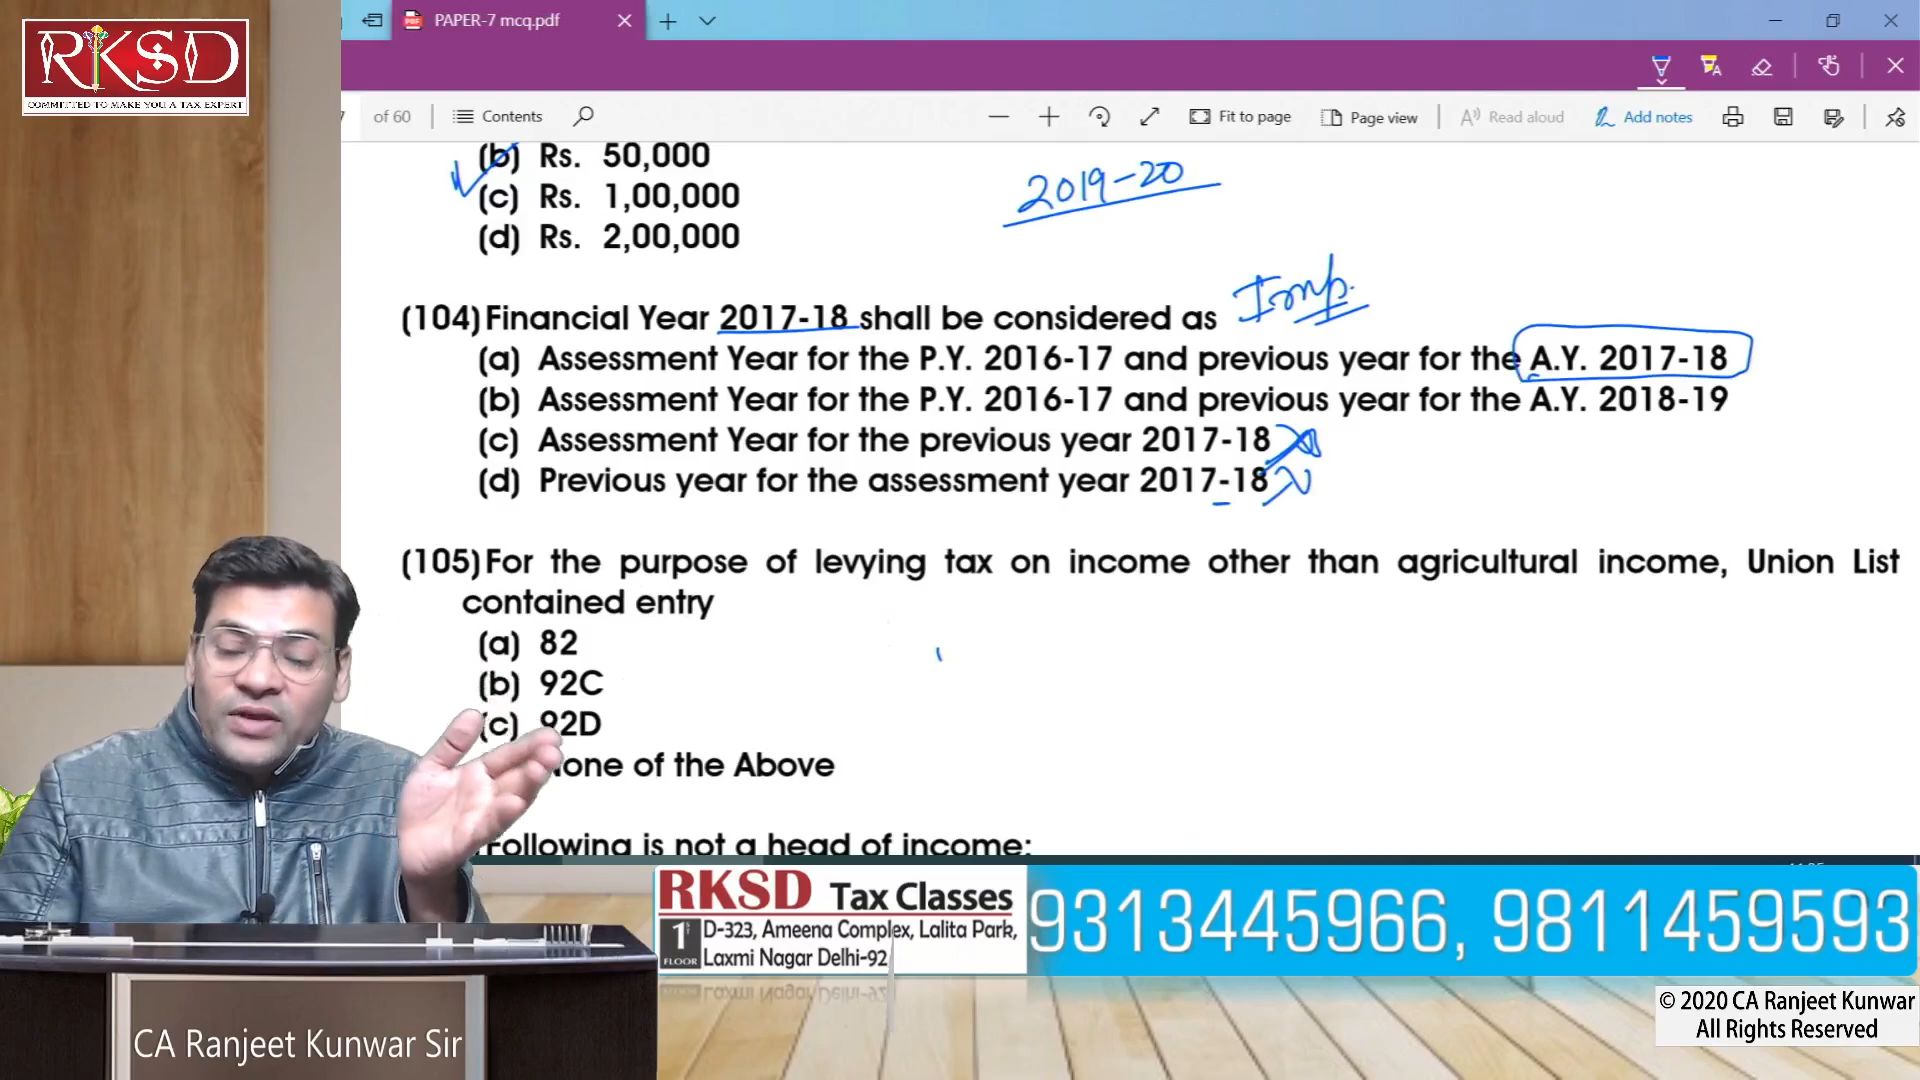 RKSD
COMMITTED TO MAKE YOU A TAX EXPERT
PAPER-7 mcq.pdf
of 60
Contents
Fit to page
Page view
Read aloud
Add notes
(b) Rs. 50,000
(c) Rs. 1,00,000
(d) Rs. 2,00,000
2019-20
Imp.
(104) Financial Year 2017-18 shall be considered as
(a) Assessment Year for the P.Y. 2016-17 and previous year for the A.Y. 2017-18
(b) Assessment Year for the P.Y. 2016-17 and previous year for the A.Y. 2018-19
(c) Assessment Year for the previous year 2017-18
(d) Previous year for the assessment year 2017-18
(105) For the purpose of levying tax on income other than agricultural income, Union List
contained entry
(a) 82
(b) 92C
(c) 92D
None of the Above
Following is not a head of income:
RKSD Tax Classes
1ST FLOOR
D-323, Ameena Complex, Lalita Park,
Laxmi Nagar Delhi-92
9313445966, 9811459593
CA Ranjeet Kunwar Sir
© 2020 CA Ranjeet Kunwar
All Rights Reserved